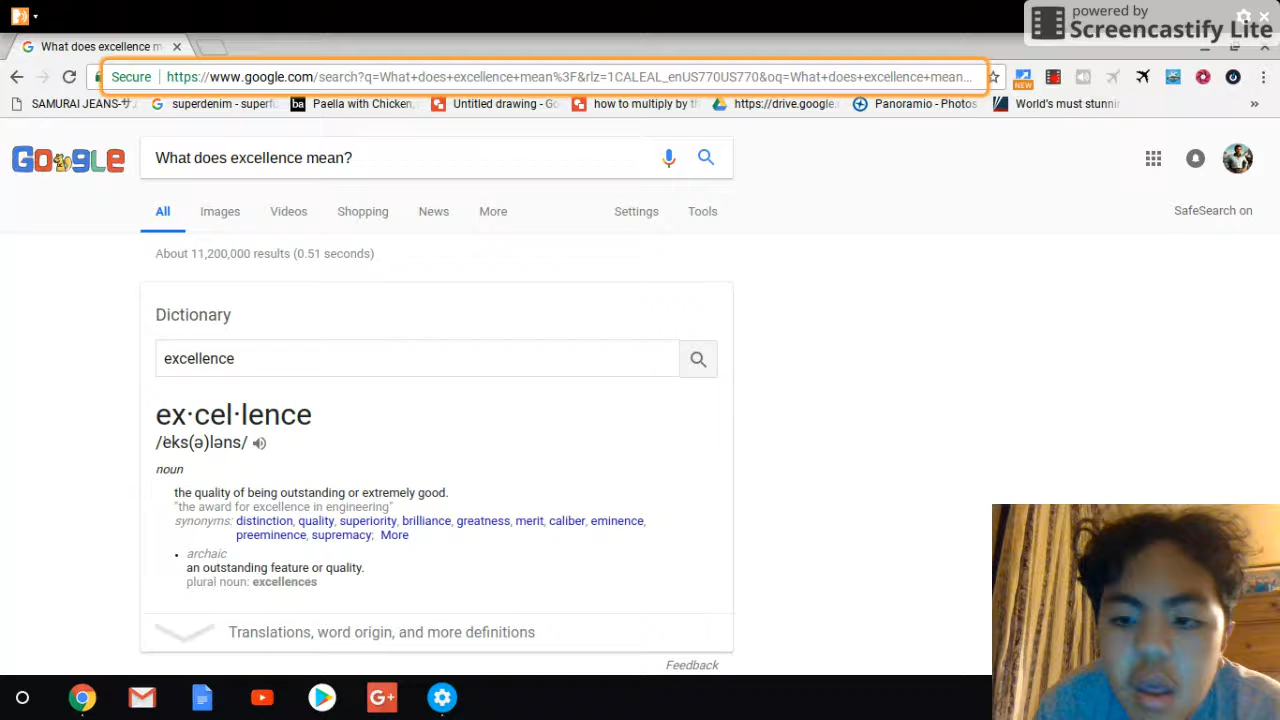 powered by
Screencastify Lite
What does excellence m
Secure https://www.google.com/search?q=What+does+excellence+mean%3F&rlz=1CALEAL_enUS770US770&oq=What+does+excellence+mean...
NEW
SAMURAI JEANS-サ superdenim - superfu ba Paella with Chicken, Untitled drawing - Go how to multiply by th https://drive.google. Panoramio - Photos World's must stunnin »
Google What does excellence mean?
All Images Videos Shopping News More Settings Tools SafeSearch on
About 11,200,000 results (0.51 seconds)
Dictionary
excellence
ex·cel·lence
/ˈeks(ə)ləns/
noun
the quality of being outstanding or extremely good.
"the award for excellence in engineering"
synonyms: distinction, quality, superiority, brilliance, greatness, merit, caliber, eminence,
preeminence, supremacy; More
• archaic
an outstanding feature or quality.
plural noun: excellences
Translations, word origin, and more definitions
Feedback
G+